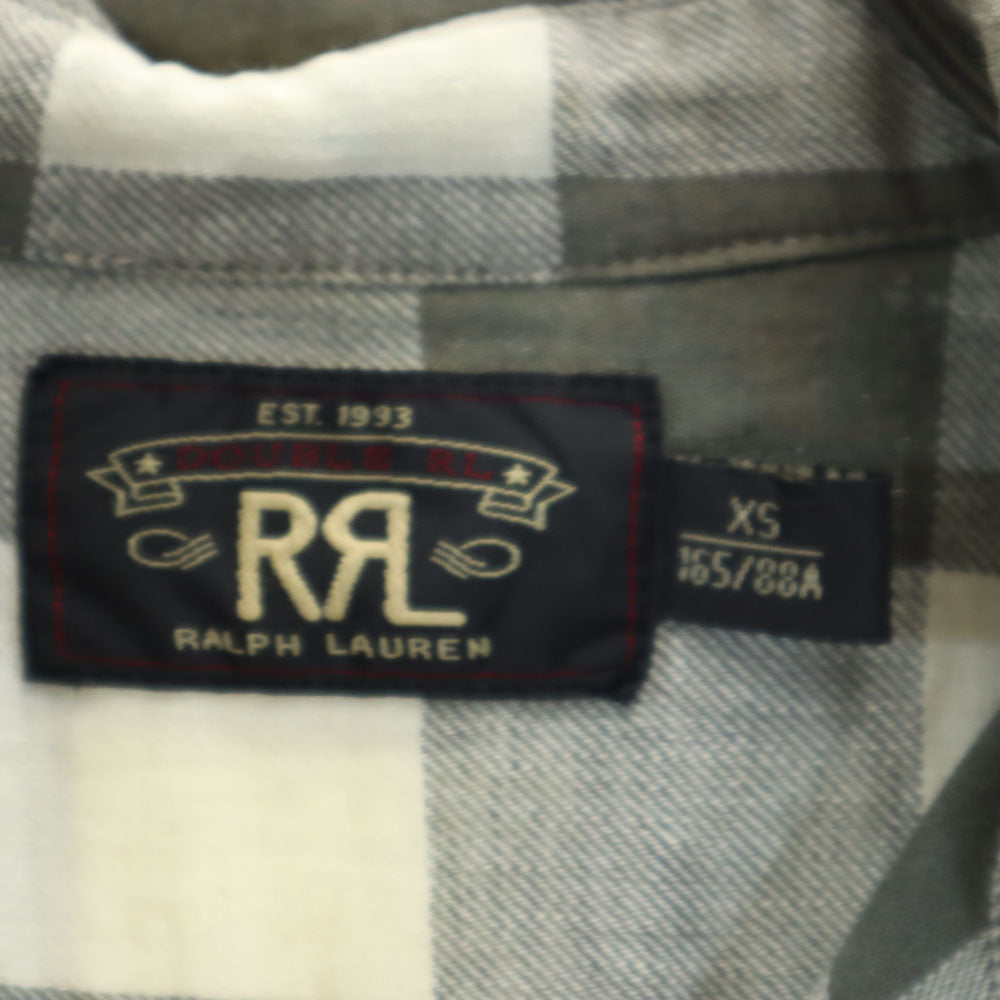 EST. 1993
DOUBLE RL
RRL
RALPH LAUREN
XS
165/88A